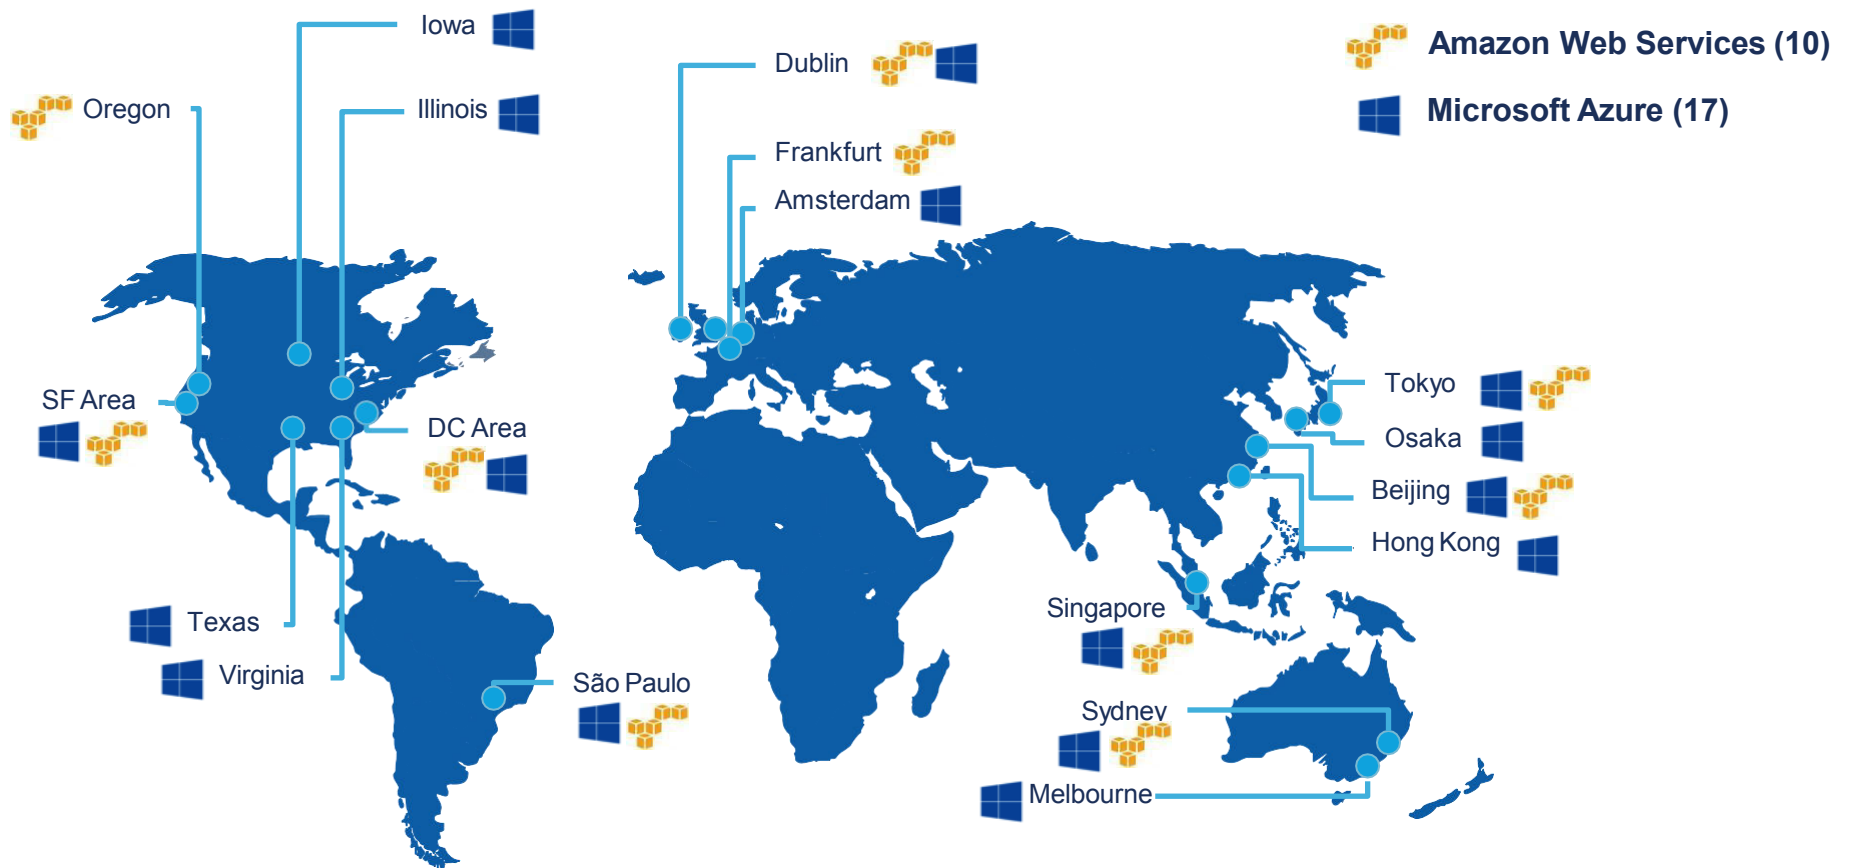 Iowa
Amazon Web Services (10)
Dublin
Oregon
Illinois
Microsoft Azure (17)
Frankfurt
Amsterdam
Tokyo
SF Area
DC Area
Osaka
Beijing
Hong Kong
Singapore
Texas
Virginia
São Paulo
Sydney
Melbourne